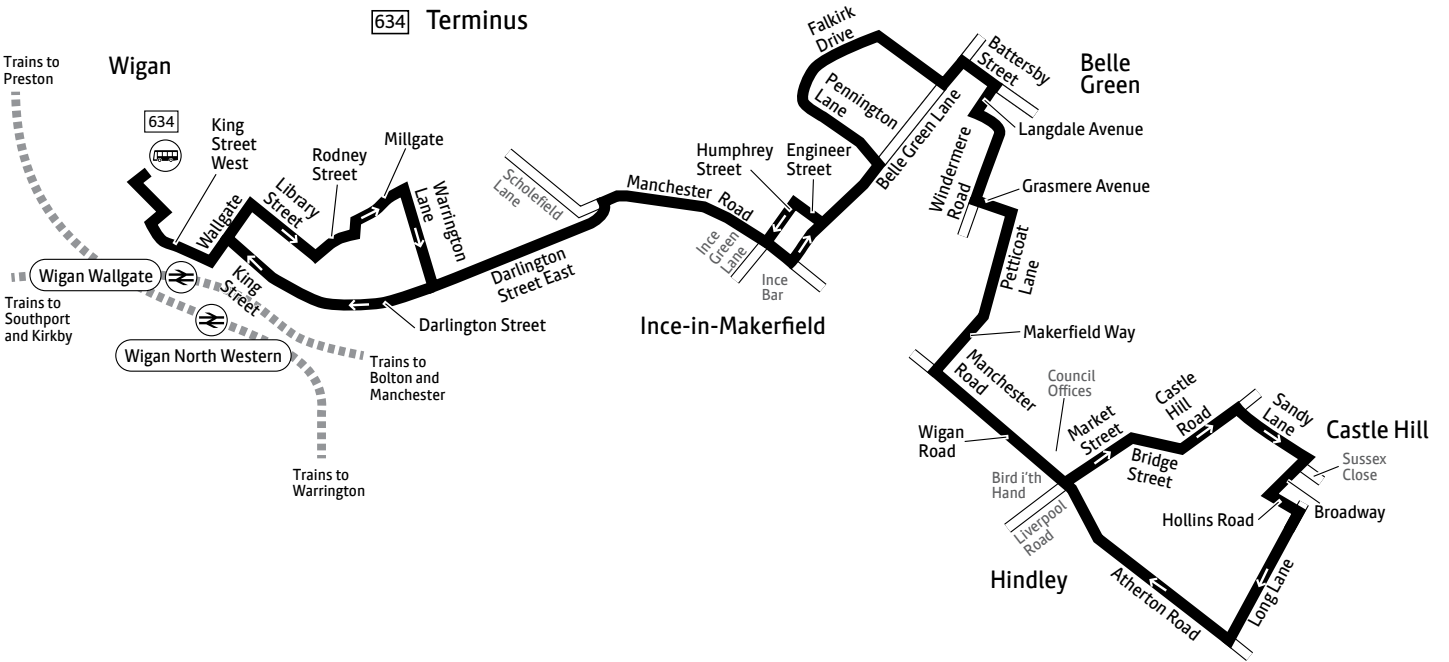 634 Terminus
Trains to
Preston
Wigan
634
King
Street
West
Wallgate
Library
Street
Rodney
Street
Millgate
Warrington
Lane
Scholefield
Lane
King
Street
Wigan Wallgate
Trains to
Southport
and Kirkby
Wigan North Western
Trains to
Bolton and
Manchester
Trains to
Warrington
Darlington Street
Darlington
Street East
Manchester
Road
Humphrey
Street
Engineer
Street
Ince
Green
Lane
Ince
Bar
Ince-in-Makerfield
Falkirk
Drive
Pennington
Lane
Belle Green Lane
Battersby
Street
Belle
Green
Langdale Avenue
Windermere
Road
Grasmere Avenue
Petticoat
Lane
Makerfield Way
Manchester
Road
Wigan
Road
Council
Offices
Market
Street
Bird i'th
Hand
Liverpool
Road
Hindley
Bridge
Street
Castle
Hill
Road
Sandy
Lane
Castle Hill
Sussex
Close
Hollins Road
Broadway
Long Lane
Atherton Road